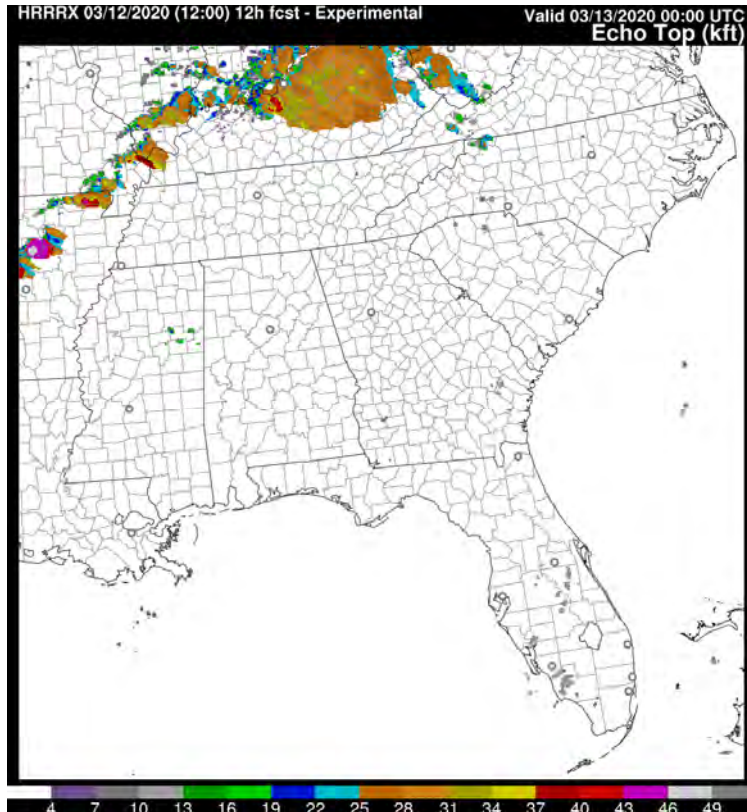 HRRRX 03/12/2020 (12:00) 12h fcst - Experimental
Valid 03/13/2020 00:00 UTC
Echo Top (kft)
4 7 10 13 16 19 22 25 28 31 34 37 40 43 46 49